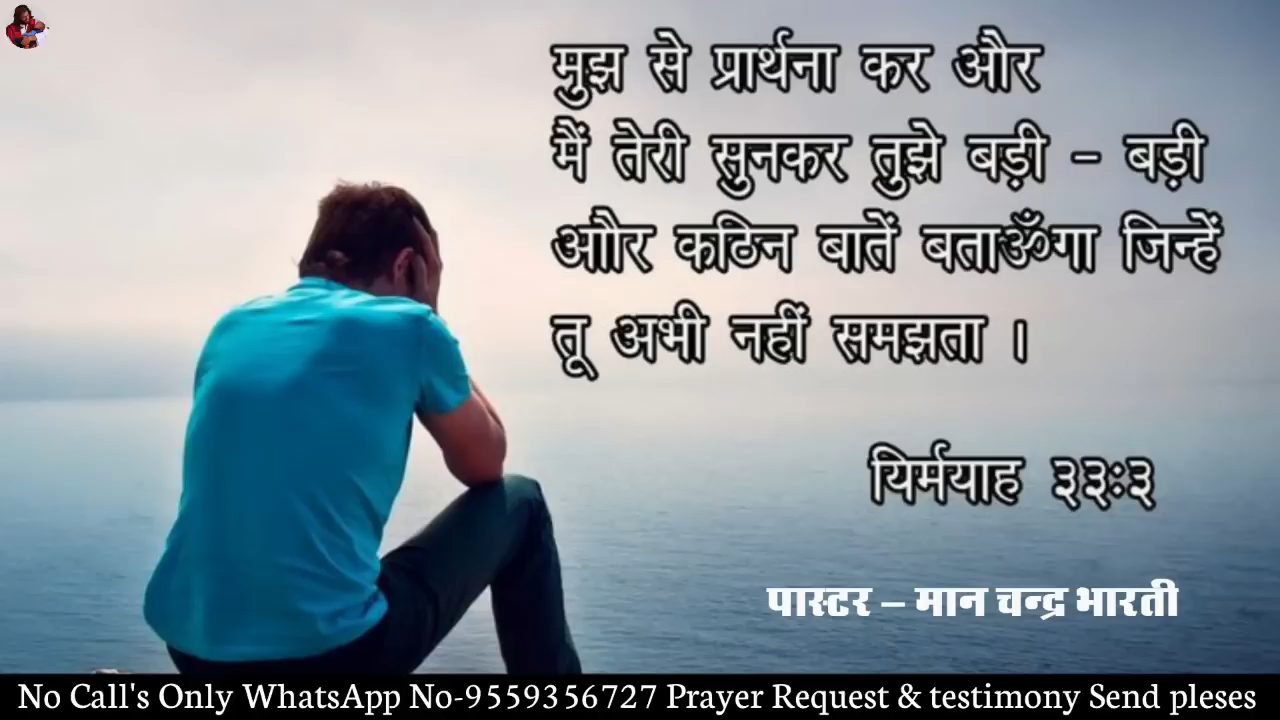 मुझ से प्रार्थना कर और
मैं तेरी सुनकर तुझे बड़ी - बड़ी
आौर कठिन बातें बताॐगा जिन्हें
तू अभी नहीं समझता ।
यिर्मयाह ३३ः३
पास्टर – मान चन्द्र भारती
No Call's Only WhatsApp No-9559356727 Prayer Request & testimony Send pleses